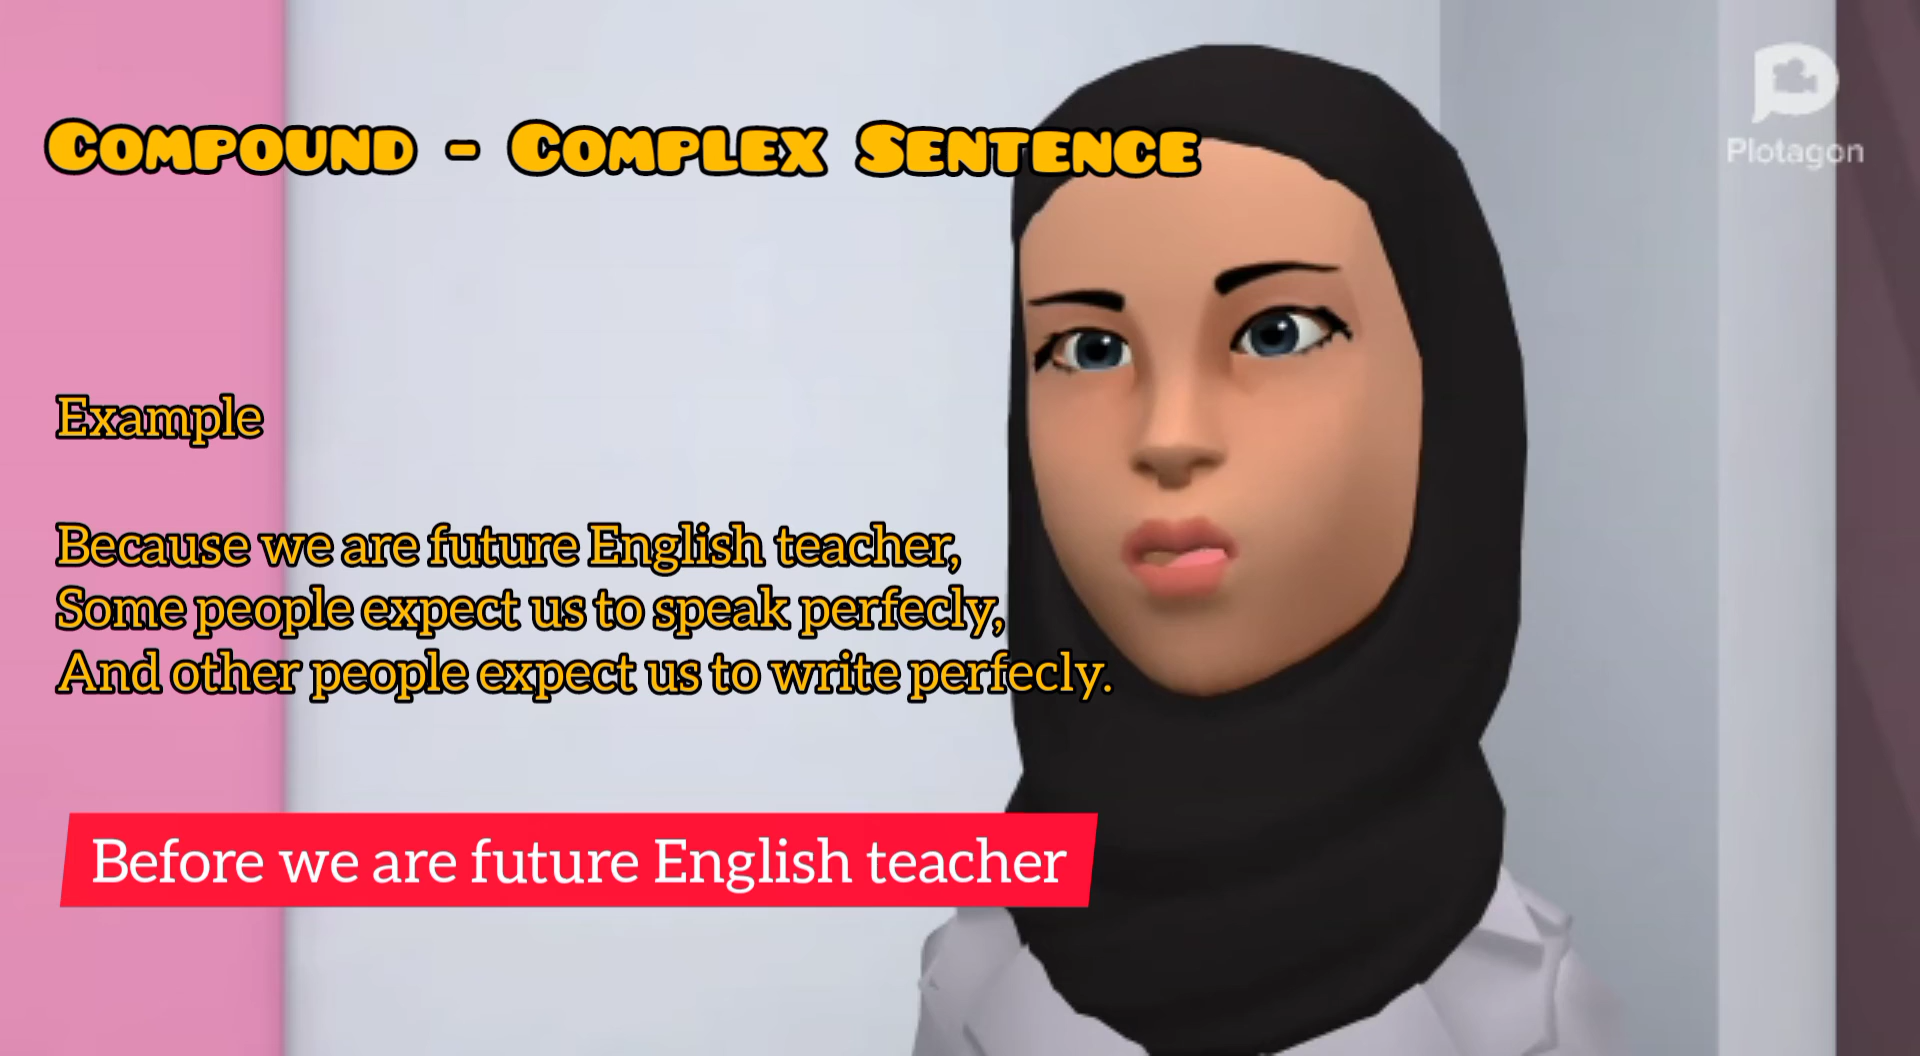 Compound - Complex Sentence
Plotagon
Example
Because we are future English teacher,
Some people expect us to speak perfecly,
And other people expect us to write perfecly.
Before we are future English teacher